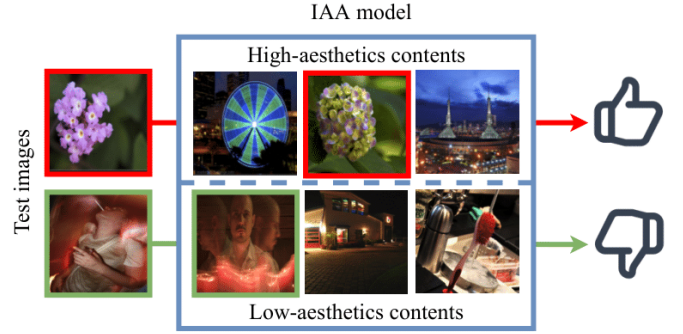 IAA model
High-aesthetics contents
Test images
Low-aesthetics contents